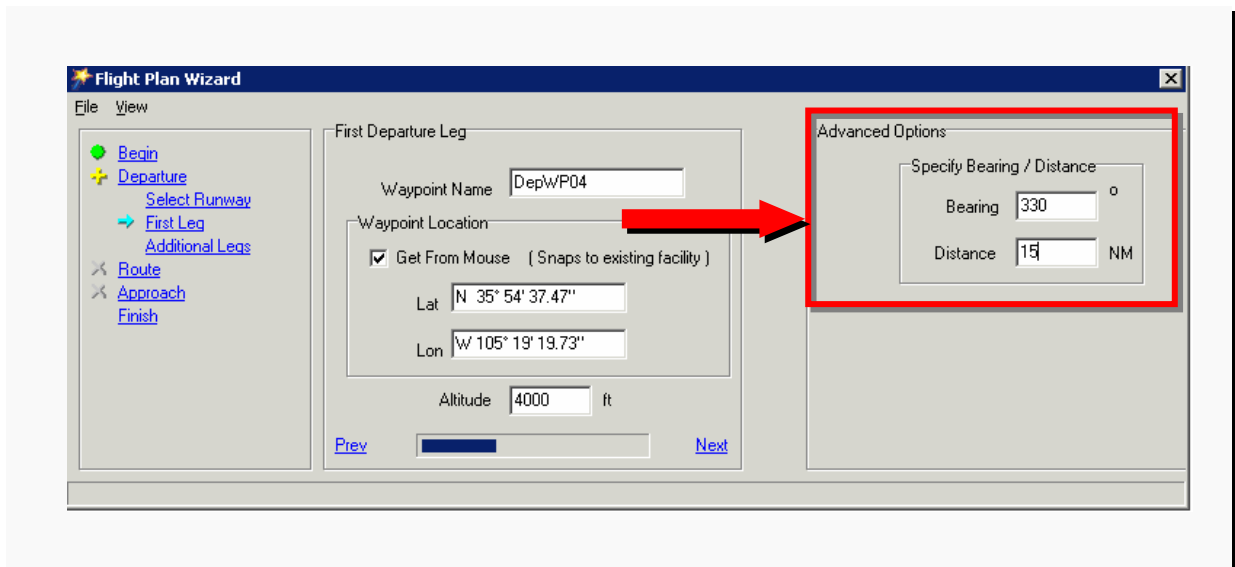 Flight Plan Wizard
File View
Begin
Departure
Select Runway
First Leg
Additional Legs
Route
Approach
Finish
First Departure Leg
Waypoint Name DepWP04
Waypoint Location
Get From Mouse ( Snaps to existing facility )
Lat N 35° 54' 37.47"
Lon W 105° 19' 19.73"
Altitude 4000 ft
Prev Next
Advanced Options
Specify Bearing / Distance
Bearing 330 °
Distance 15 NM